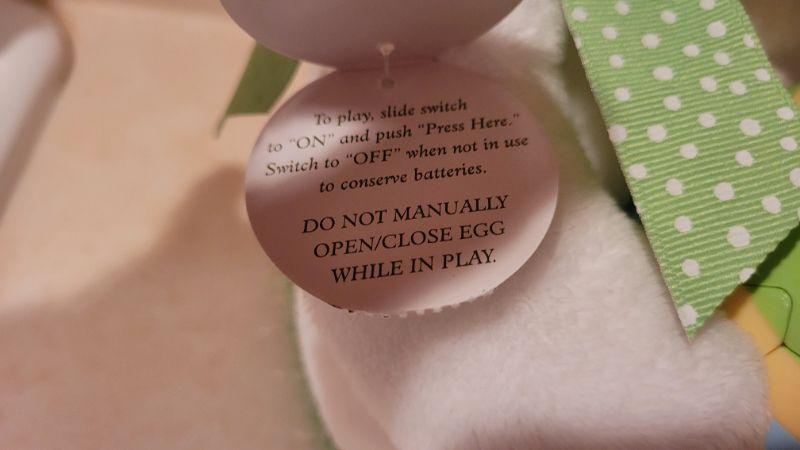 To play, slide switch
to "ON" and push "Press Here."
Switch to "OFF" when not in use
to conserve batteries.
DO NOT MANUALLY
OPEN/CLOSE EGG
WHILE IN PLAY.